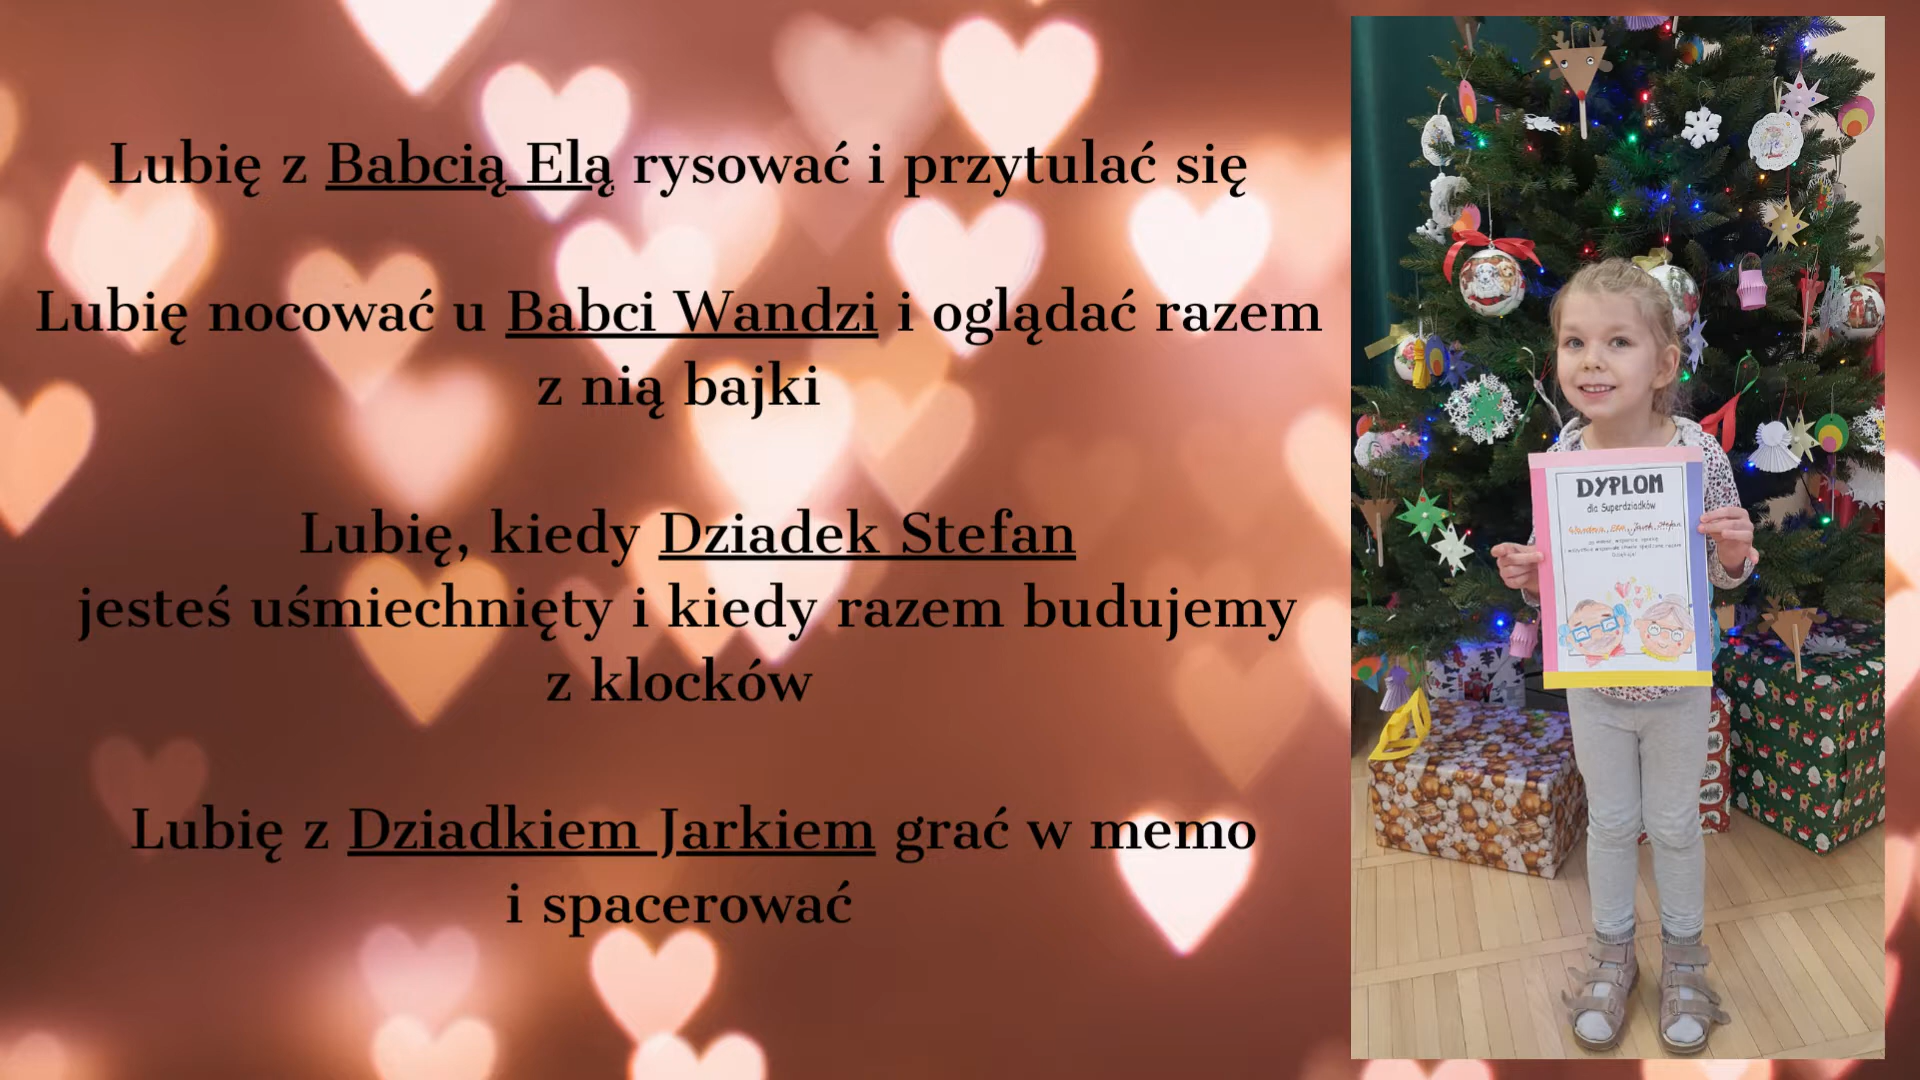 Lubię z Babcią Elą rysować i przytulać się
Lubię nocować u Babci Wandzi i oglądać razem
z nią bajki
Lubię, kiedy Dziadek Stefan
jesteś uśmiechnięty i kiedy razem budujemy
z klocków
Lubię z Dziadkiem Jarkiem grać w memo
i spacerować
DYPLOM
dla Superdziadków